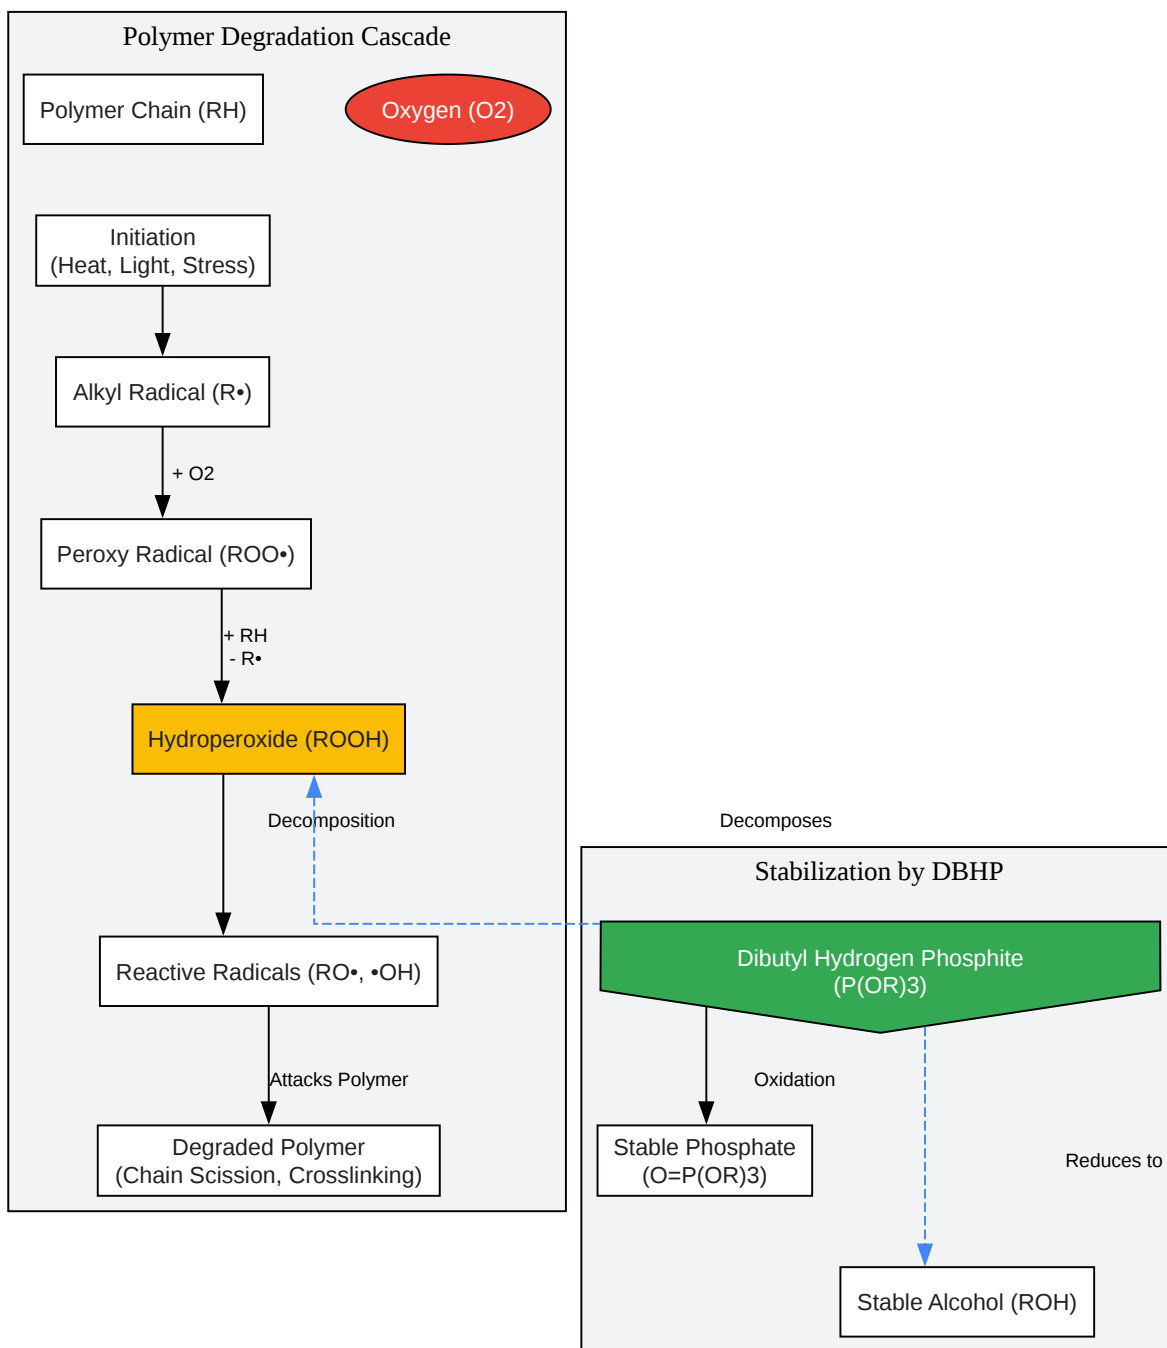 Polymer Degradation Cascade
Polymer Chain (RH)
Oxygen (O2)
Initiation
(Heat, Light, Stress)
Alkyl Radical (R•)
+ O2
Peroxy Radical (ROO•)
+ RH
- R•
Hydroperoxide (ROOH)
Decomposition
Reactive Radicals (RO•, •OH)
Attacks Polymer
Degraded Polymer
(Chain Scission, Crosslinking)
Decomposes
Stabilization by DBHP
Dibutyl Hydrogen Phosphite
(P(OR)3)
Oxidation
Stable Phosphate
(O=P(OR)3)
Reduces to
Stable Alcohol (ROH)